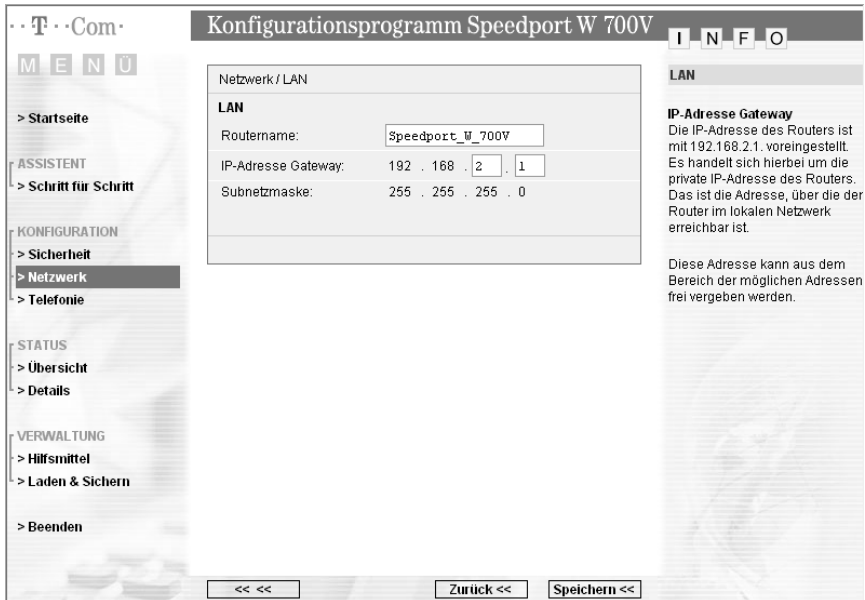 · · T · · Com ·
Konfigurationsprogramm Speedport W 700V
I N F O
M E N Ü
> Startseite
ASSISTENT
> Schritt für Schritt
KONFIGURATION
> Sicherheit
> Netzwerk
> Telefonie
STATUS
> Übersicht
> Details
VERWALTUNG
> Hilfsmittel
> Laden & Sichern
> Beenden
Netzwerk / LAN
LAN
Routername: Speedport_W_700V
IP-Adresse Gateway: 192 . 168 . 2 . 1
Subnetzmaske: 255 . 255 . 255 . 0
<< <<
Zurück <<
Speichern <<
LAN
IP-Adresse Gateway
Die IP-Adresse des Routers ist
mit 192.168.2.1. voreingestellt.
Es handelt sich hierbei um die
private IP-Adresse des Routers.
Das ist die Adresse, über die der
Router im lokalen Netzwerk
erreichbar ist.
Diese Adresse kann aus dem
Bereich der möglichen Adressen
frei vergeben werden.